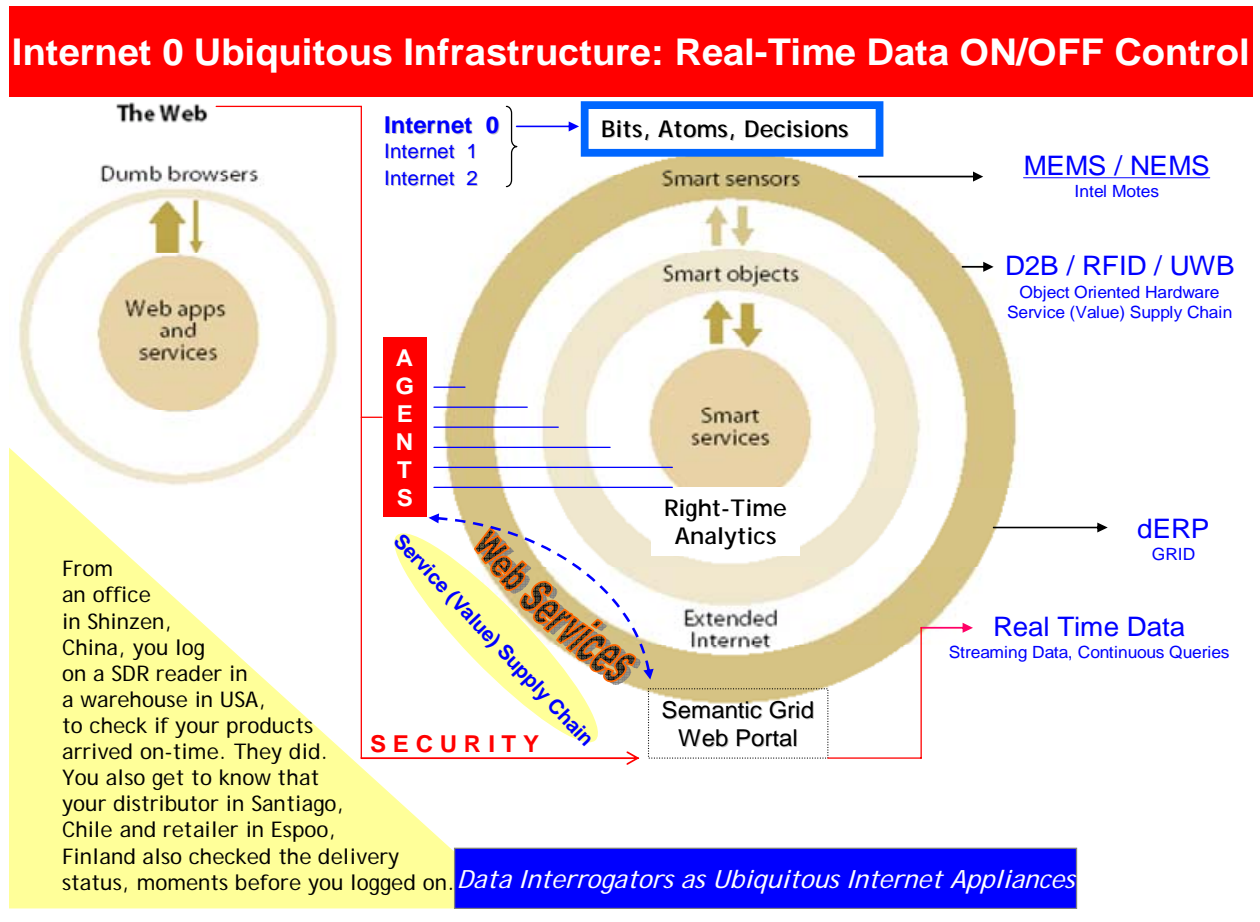 Internet 0 Ubiquitous Infrastructure: Real-Time Data ON/OFF Control
The Web
Dumb browsers
Web apps
and
services
Internet 0
Internet 1
Internet 2
Bits, Atoms, Decisions
Smart sensors
Smart objects
Smart
services
Right-Time
Analytics
Extended
Internet
AGENTS
Web Services
Service (Value) Supply Chain
SECURITY
Semantic Grid
Web Portal
MEMS / NEMS
Intel Motes
D2B / RFID / UWB
Object Oriented Hardware
Service (Value) Supply Chain
dERP
GRID
Real Time Data
Streaming Data, Continuous Queries
From
an office
in Shinzen,
China, you log
on a SDR reader in
a warehouse in USA,
to check if your products
arrived on-time. They did.
You also get to know that
your distributor in Santiago,
Chile and retailer in Espoo,
Finland also checked the delivery
status, moments before you logged on.
Data Interrogators as Ubiquitous Internet Appliances